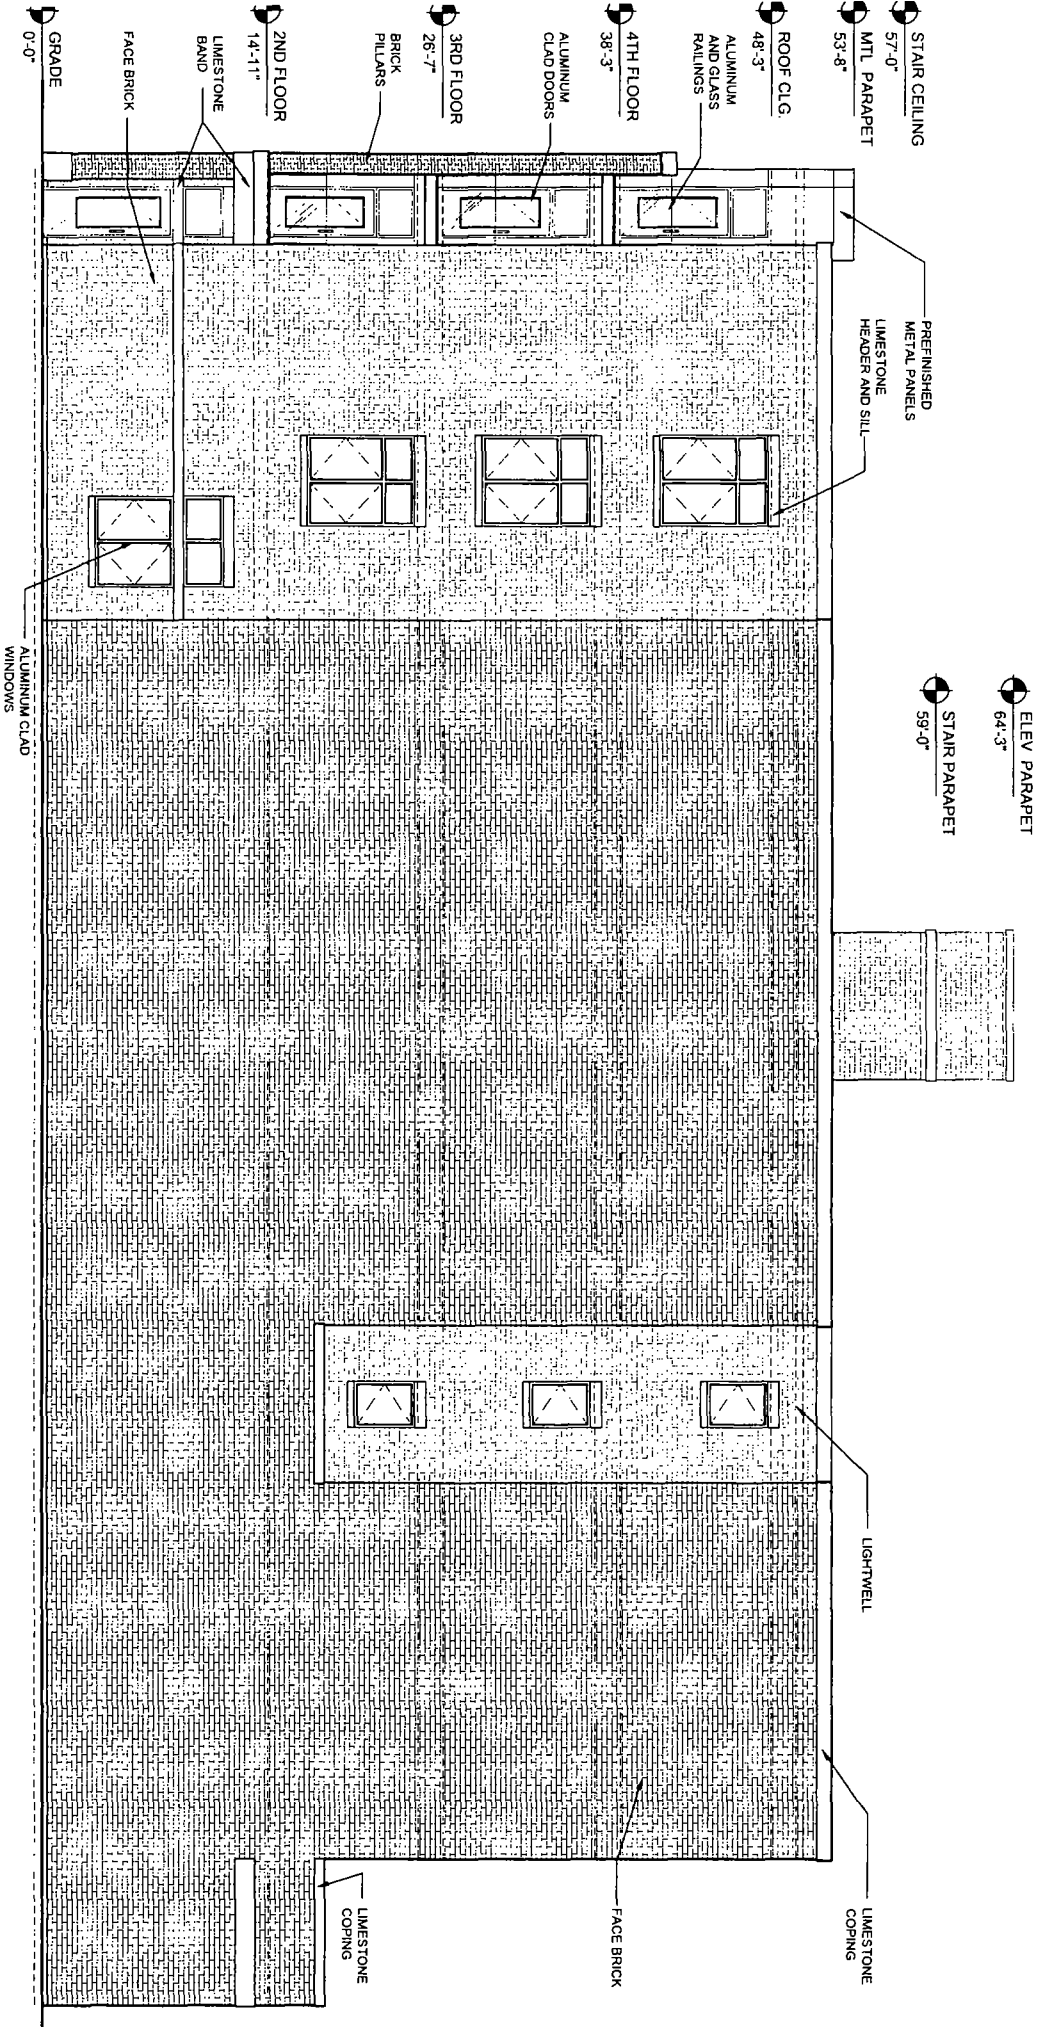 ELEV PARAPET
64'-3"
STAIR PARAPET
59'-0"
STAIR CEILING
57'-0"
MTL PARAPET
53'-8"
ROOF CLG.
48'-3"
ALUMINUM
AND GLASS
RAILINGS
4TH FLOOR
38'-3"
ALUMINUM
CLAD DOORS
3RD FLOOR
26'-7"
BRICK
PILLARS
2ND FLOOR
14'-11"
LIMESTONE
BAND
FACE BRICK
GRADE
0'-0"
PREFINISHED
METAL PANELS
LIMESTONE
HEADER AND SILL
ALUMINUM CLAD
WINDOWS
LIGHTWELL
LIMESTONE
COPING
FACE BRICK
LIMESTONE
COPING